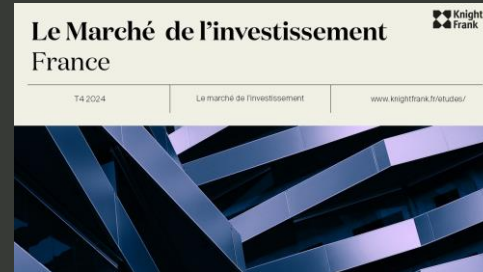 Le Marché de l'investissement
France
Knight
Frank
T4 2024
Le marché de l'investissement
www.knightfrank.fr/etudes/